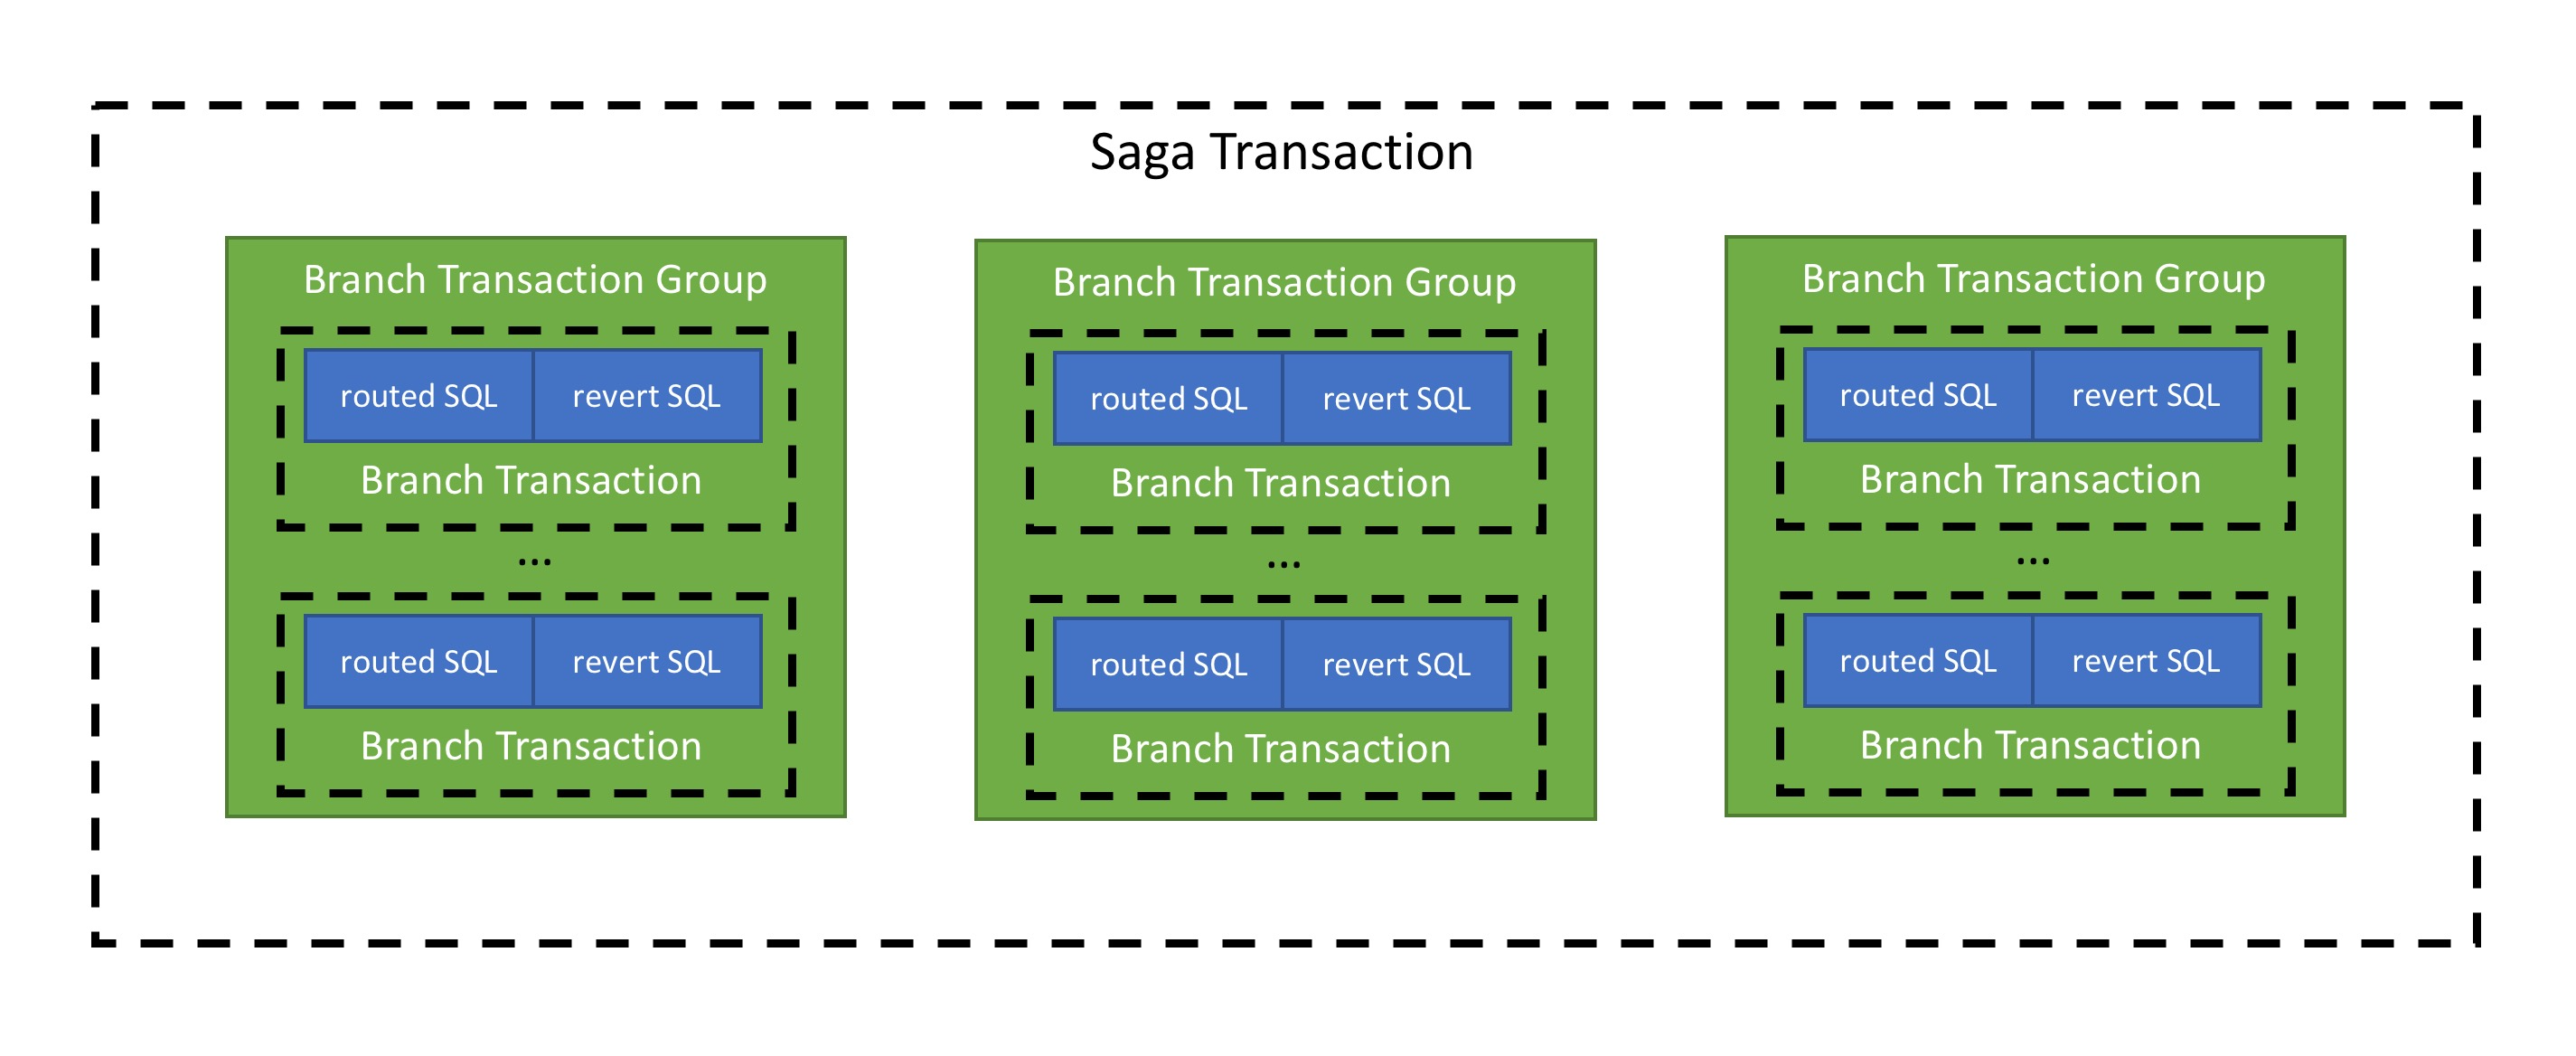 Saga Transaction
Branch Transaction Group
routed SQL revert SQL
Branch Transaction
...
routed SQL revert SQL
Branch Transaction
Branch Transaction Group
routed SQL revert SQL
Branch Transaction
...
routed SQL revert SQL
Branch Transaction
Branch Transaction Group
routed SQL revert SQL
Branch Transaction
...
routed SQL revert SQL
Branch Transaction